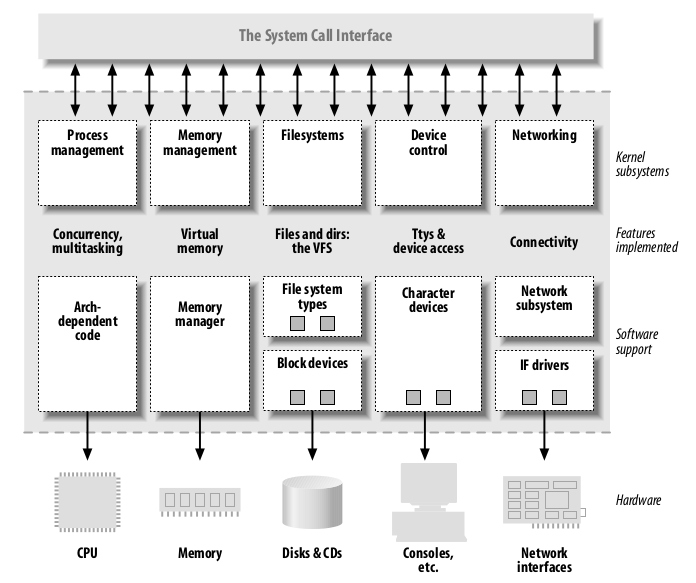 The System Call Interface
Process
management
Memory
management
Filesystems
Device
control
Networking
Kernel
subsystems
Concurrency,
multitasking
Virtual
memory
Files and dirs:
the VFS
Ttys &
device access
Connectivity
Features
implemented
Arch-
dependent
code
Memory
manager
File system
types
Block devices
Character
devices
Network
subsystem
IF drivers
Software
support
Hardware
CPU
Memory
Disks & CDs
Consoles,
etc.
Network
interfaces